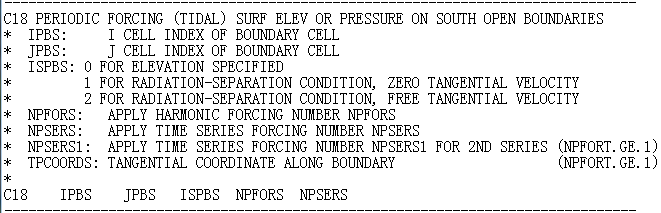 --------------------------------------------------------------------------------
C18 PERIODIC FORCING (TIDAL) SURF ELEV OR PRESSURE ON SOUTH OPEN BOUNDARIES
*  IPBS:     I CELL INDEX OF BOUNDARY CELL
*  JPBS:     J CELL INDEX OF BOUNDARY CELL
*  ISPBS: 0 FOR ELEVATION SPECIFIED
*         1 FOR RADIATION-SEPARATION CONDITION, ZERO TANGENTIAL VELOCITY
*         2 FOR RADIATION-SEPARATION CONDITION, FREE TANGENTIAL VELOCITY
*  NPFORS:   APPLY HARMONIC FORCING NUMBER NPFORS
*  NPSERS:   APPLY TIME SERIES FORCING NUMBER NPSERS
*  NPSERS1:  APPLY TIME SERIES FORCING NUMBER NPSERS1 FOR 2ND SERIES (NPFORT.GE.1)
*  TPCOORDS: TANGENTIAL COORDINATE ALONG BOUNDARY                    (NPFORT.GE.1)
*
C18    IPBS    JPBS   ISPBS  NPFORS  NPSERS
--------------------------------------------------------------------------------